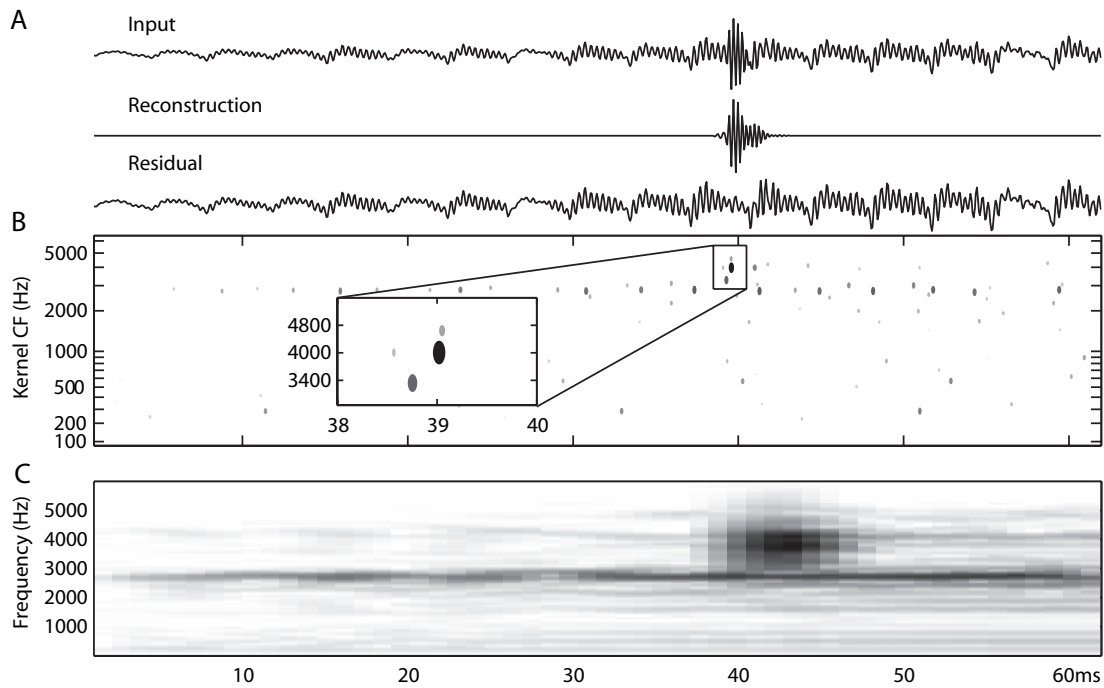 A
Input
Reconstruction
Residual
B
Kernel CF (Hz)
5000
2000
1000
500
200
100
4800
4000
3400
38 39 40
C
Frequency (Hz)
5000
4000
3000
2000
1000
10 20 30 40 50 60ms